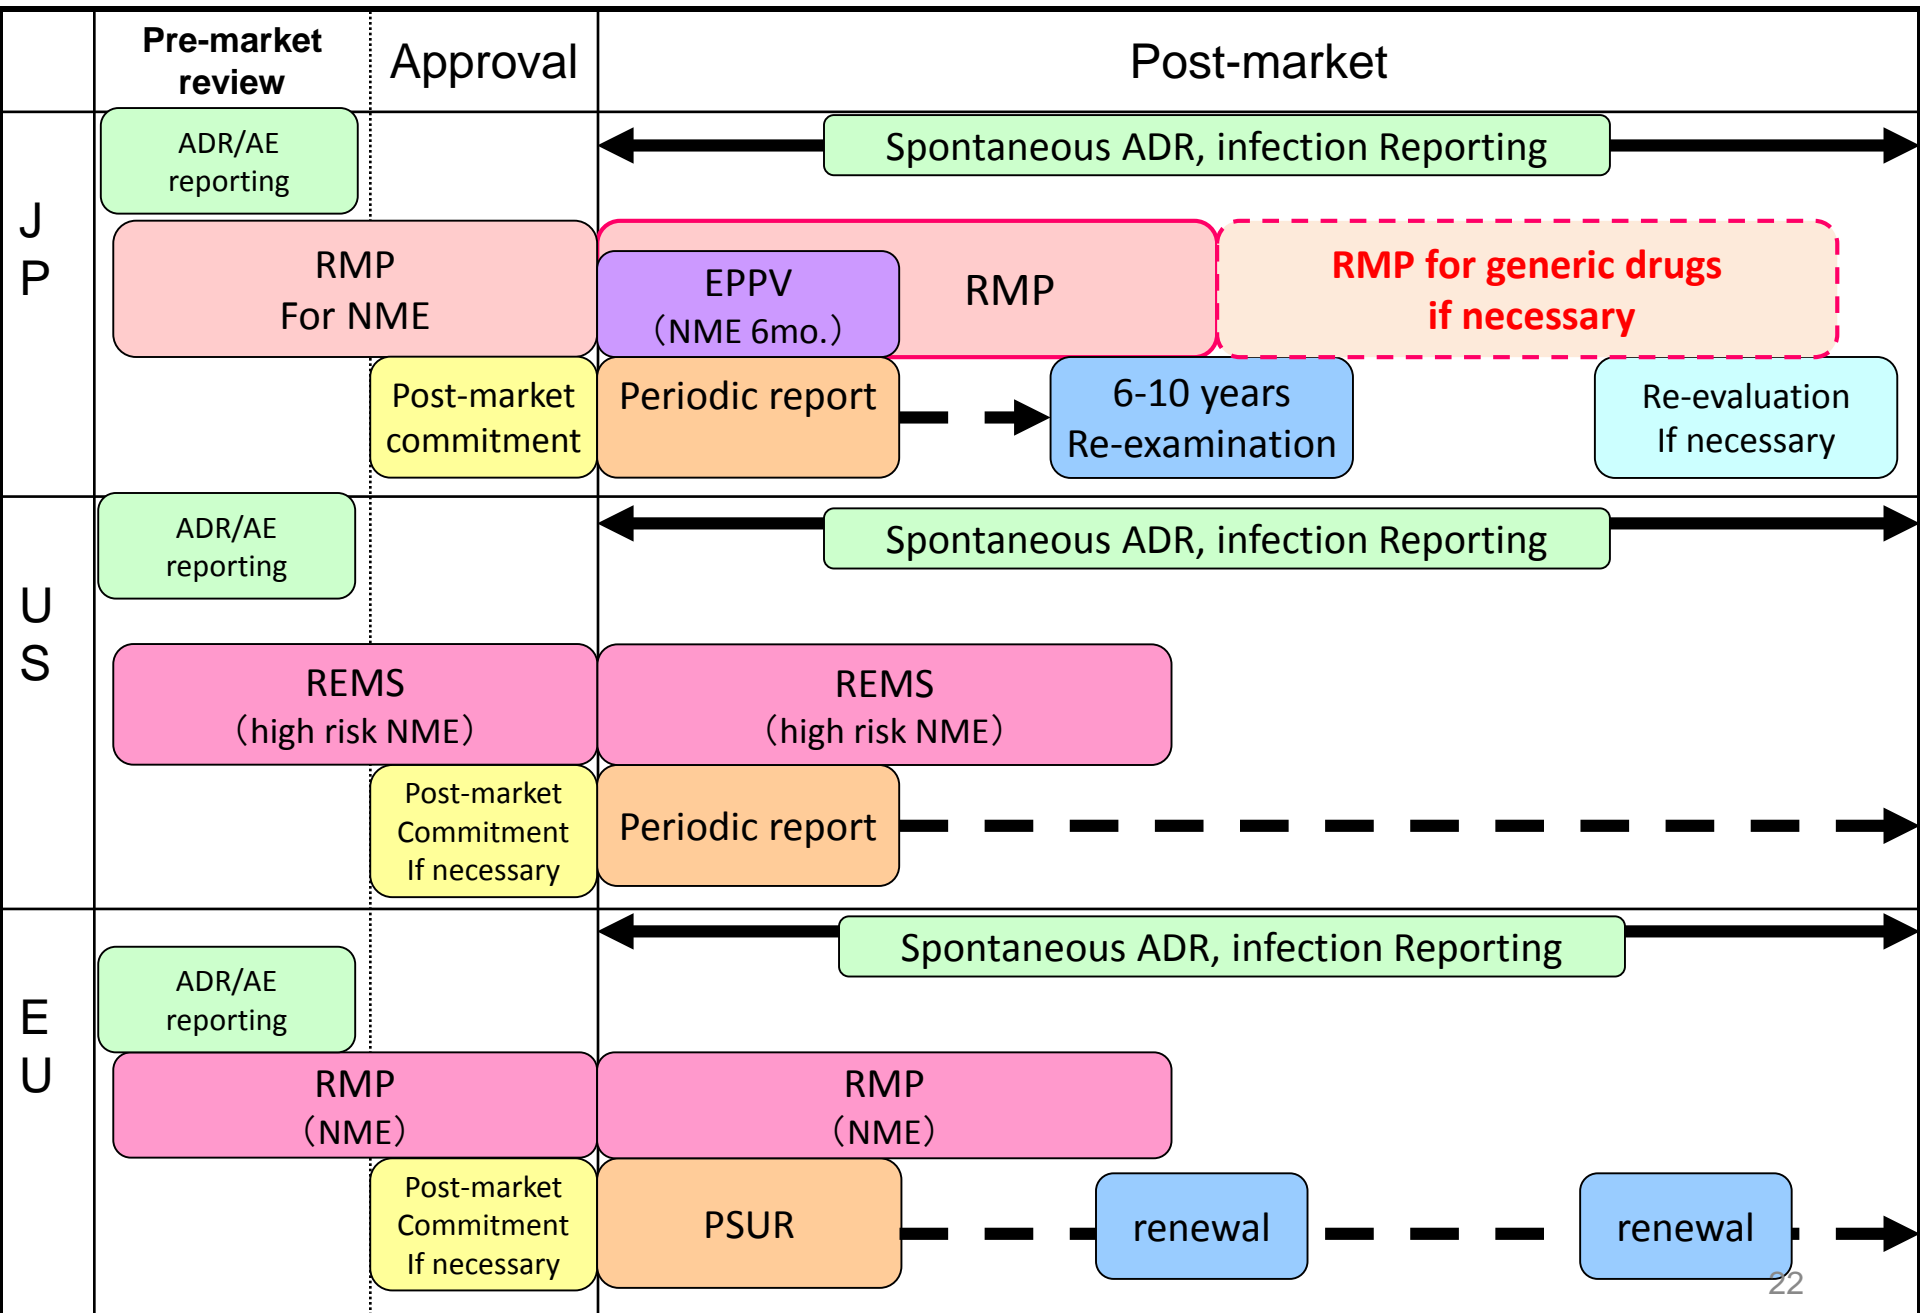 Pre-market
review
Approval
Post-market
J
P
ADR/AE
reporting
Spontaneous ADR, infection Reporting
RMP
For NME
EPPV
（NME 6mo.）
RMP
RMP for generic drugs
if necessary
Post-market
commitment
Periodic report
6-10 years
Re-examination
Re-evaluation
If necessary
U
S
ADR/AE
reporting
Spontaneous ADR, infection Reporting
REMS
（high risk NME）
REMS
（high risk NME）
Post-market
Commitment
If necessary
Periodic report
E
U
ADR/AE
reporting
Spontaneous ADR, infection Reporting
RMP
（NME）
RMP
（NME）
Post-market
Commitment
If necessary
PSUR
renewal
renewal
22